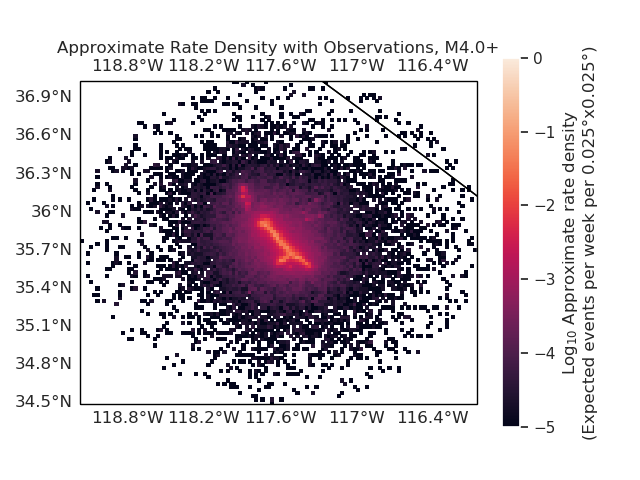 Approximate Rate Density with Observations, M4.0+
118.8°W 118.2°W 117.6°W 117°W 116.4°W
36.9°N
36.6°N
36.3°N
36°N
35.7°N
35.4°N
35.1°N
34.8°N
34.5°N
118.8°W 118.2°W 117.6°W 117°W 116.4°W
0
−1
−2
−3
−4
−5
Log₁₀ Approximate rate density
(Expected events per week per 0.025°x0.025°)